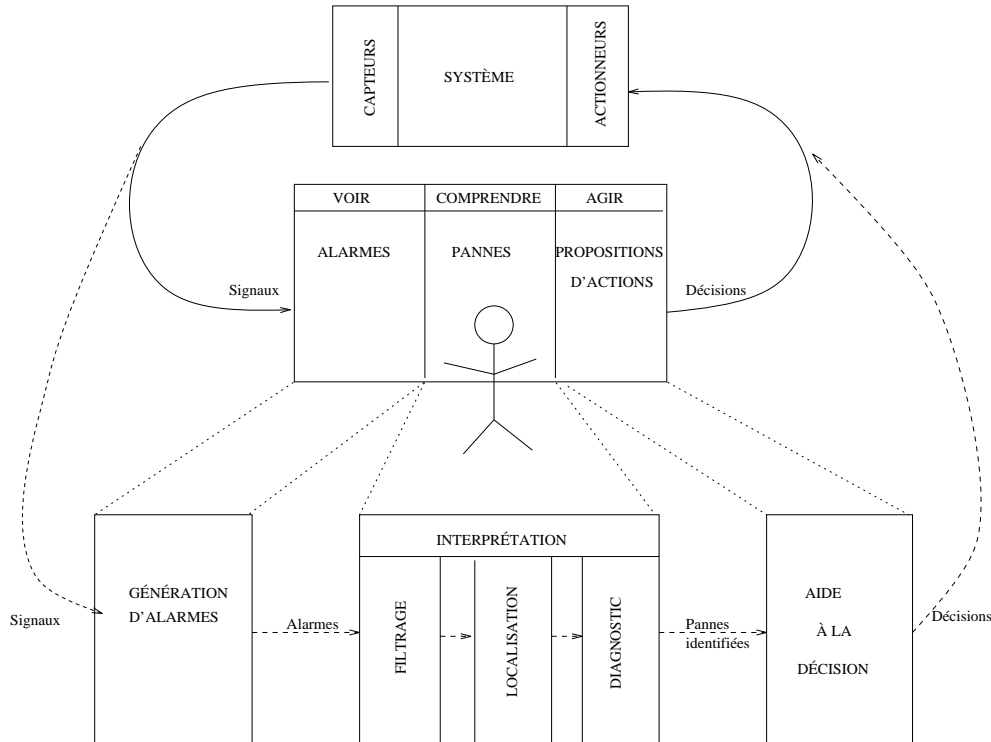 CAPTEURS
SYSTÈME
ACTIONNEURS
VOIR
COMPRENDRE
AGIR
ALARMES
PANNES
PROPOSITIONS
D'ACTIONS
Signaux
Décisions
INTERPRÉTATION
GÉNÉRATION
D'ALARMES
FILTRAGE
LOCALISATION
DIAGNOSTIC
AIDE
À LA
DÉCISION
Signaux
Alarmes
Pannes
identifiées
Décisions